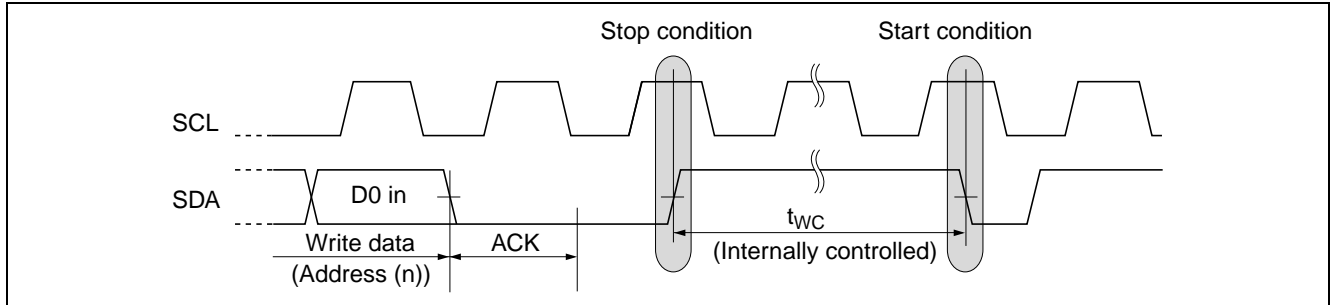 Stop condition
Start condition
SCL
SDA
D0 in
Write data
(Address (n))
ACK
tWC
(Internally controlled)